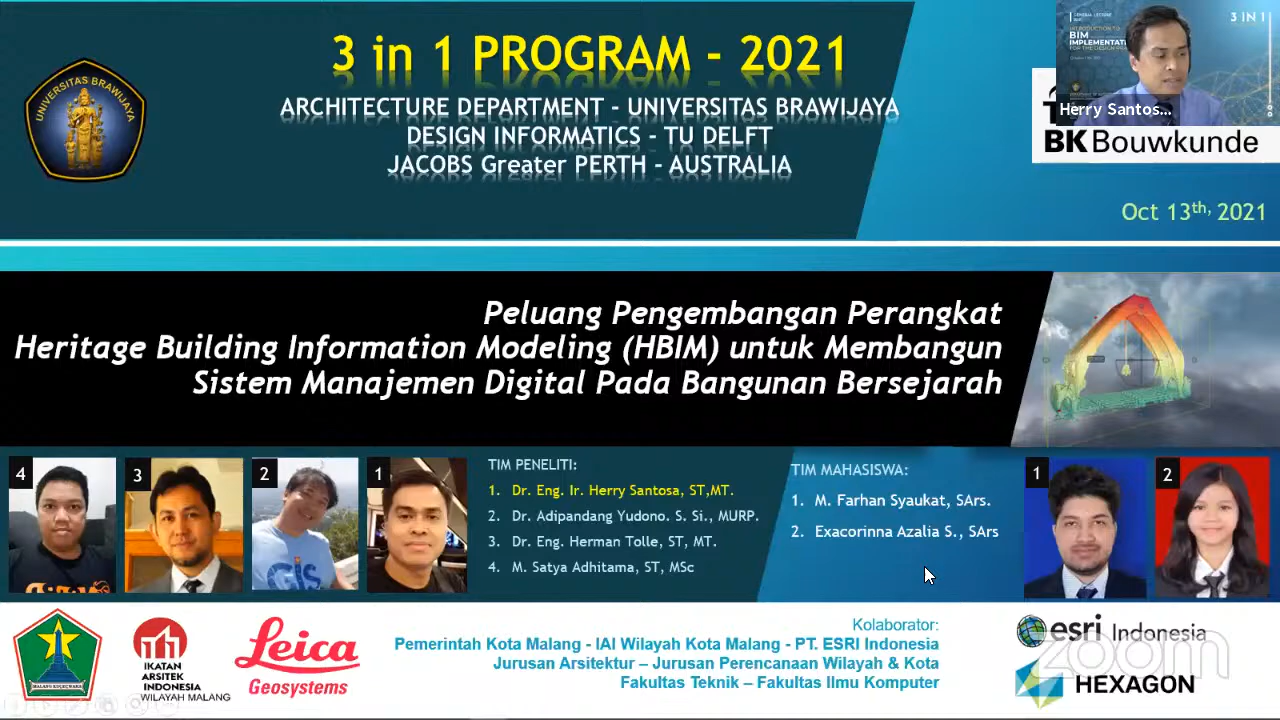 3 in 1 PROGRAM - 2021
ARCHITECTURE DEPARTMENT - UNIVERSITAS BRAWIJAYA
DESIGN INFORMATICS - TU DELFT
JACOBS Greater PERTH - AUSTRALIA
UNIVERSITAS BRAWIJAYA
3 IN 1
BIM
Herry Santos...
BK Bouwkunde
Oct 13th, 2021
Peluang Pengembangan Perangkat
Heritage Building Information Modeling (HBIM) untuk Membangun
Sistem Manajemen Digital Pada Bangunan Bersejarah
4
3
2
1
TIM PENELITI:
1. Dr. Eng. Ir. Herry Santosa, ST,MT.
2. Dr. Adipandang Yudono. S. Si., MURP.
3. Dr. Eng. Herman Tolle, ST, MT.
4. M. Satya Adhitama, ST, MSc
TIM MAHASISWA:
1. M. Farhan Syaukat, SArs.
2. Exacorinna Azalia S., SArs
1
2
MALANG KUCECWARA
IKATAN
ARSITEK
INDONESIA
WILAYAH MALANG
Leica
Geosystems
Kolaborator:
Pemerintah Kota Malang - IAI Wilayah Kota Malang - PT. ESRI Indonesia
Jurusan Arsitektur – Jurusan Perencanaan Wilayah & Kota
Fakultas Teknik – Fakultas Ilmu Komputer
esri Indonesia
zoom
HEXAGON